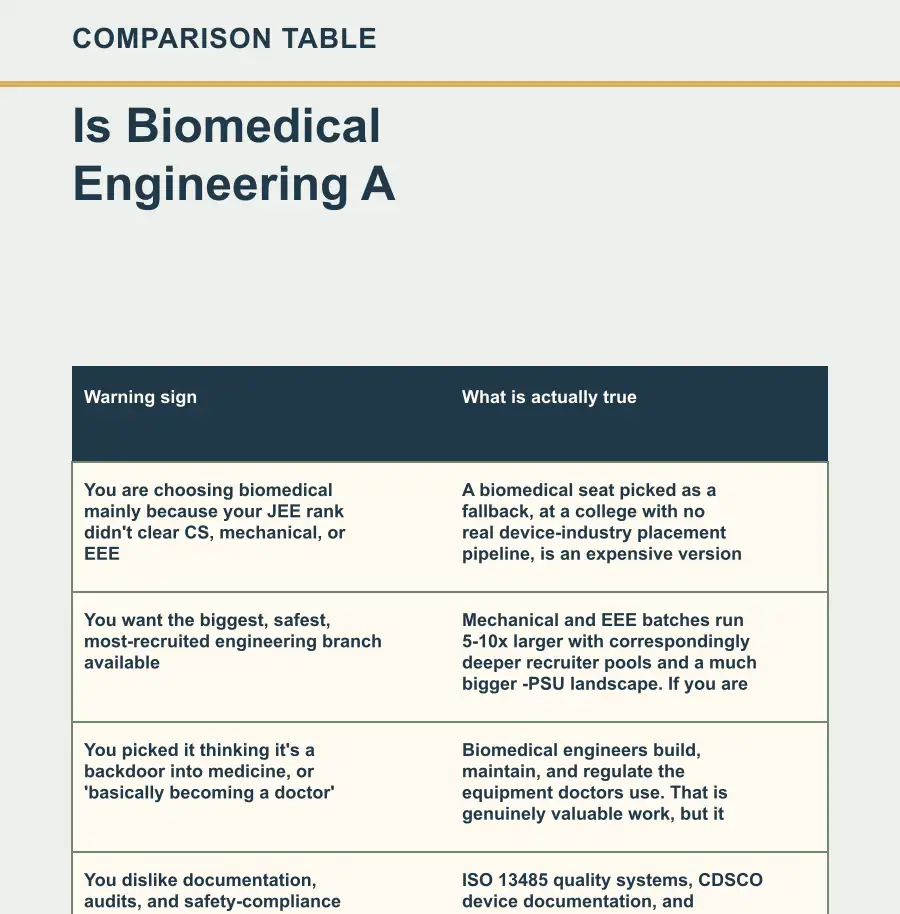 COMPARISON TABLE
Is Biomedical
Engineering A
Warning sign
What is actually true
You are choosing biomedical
mainly because your JEE rank
didn't clear CS, mechanical, or
EEE
A biomedical seat picked as a
fallback, at a college with no
real device-industry placement
pipeline, is an expensive version
You want the biggest, safest,
most-recruited engineering branch
available
Mechanical and EEE batches run
5-10x larger with correspondingly
deeper recruiter pools and a much
bigger -PSU landscape. If you are
You picked it thinking it's a
backdoor into medicine, or
'basically becoming a doctor'
Biomedical engineers build,
maintain, and regulate the
equipment doctors use. That is
genuinely valuable work, but it
You dislike documentation,
audits, and safety-compliance
ISO 13485 quality systems, CDSCO
device documentation, and